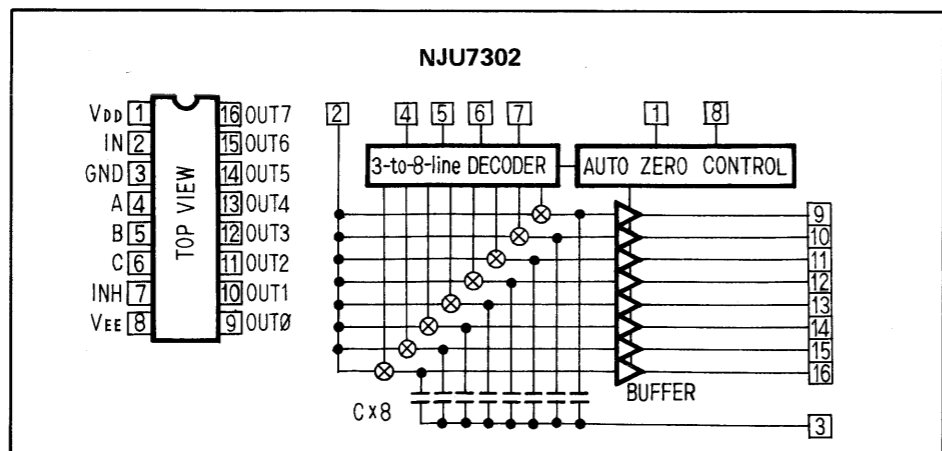 NJU7302
VDD 1 16 OUT7
IN 2 15 OUT6
GND 3 14 OUT5
A 4 13 OUT4
B 5 12 OUT3
C 6 11 OUT2
INH 7 10 OUT1
VEE 8 9 OUT0
TOP VIEW
2 4 5 6 7 1 8
3-to-8-line DECODER AUTO ZERO CONTROL
9
10
11
12
13
14
15
16
BUFFER
C×8
3